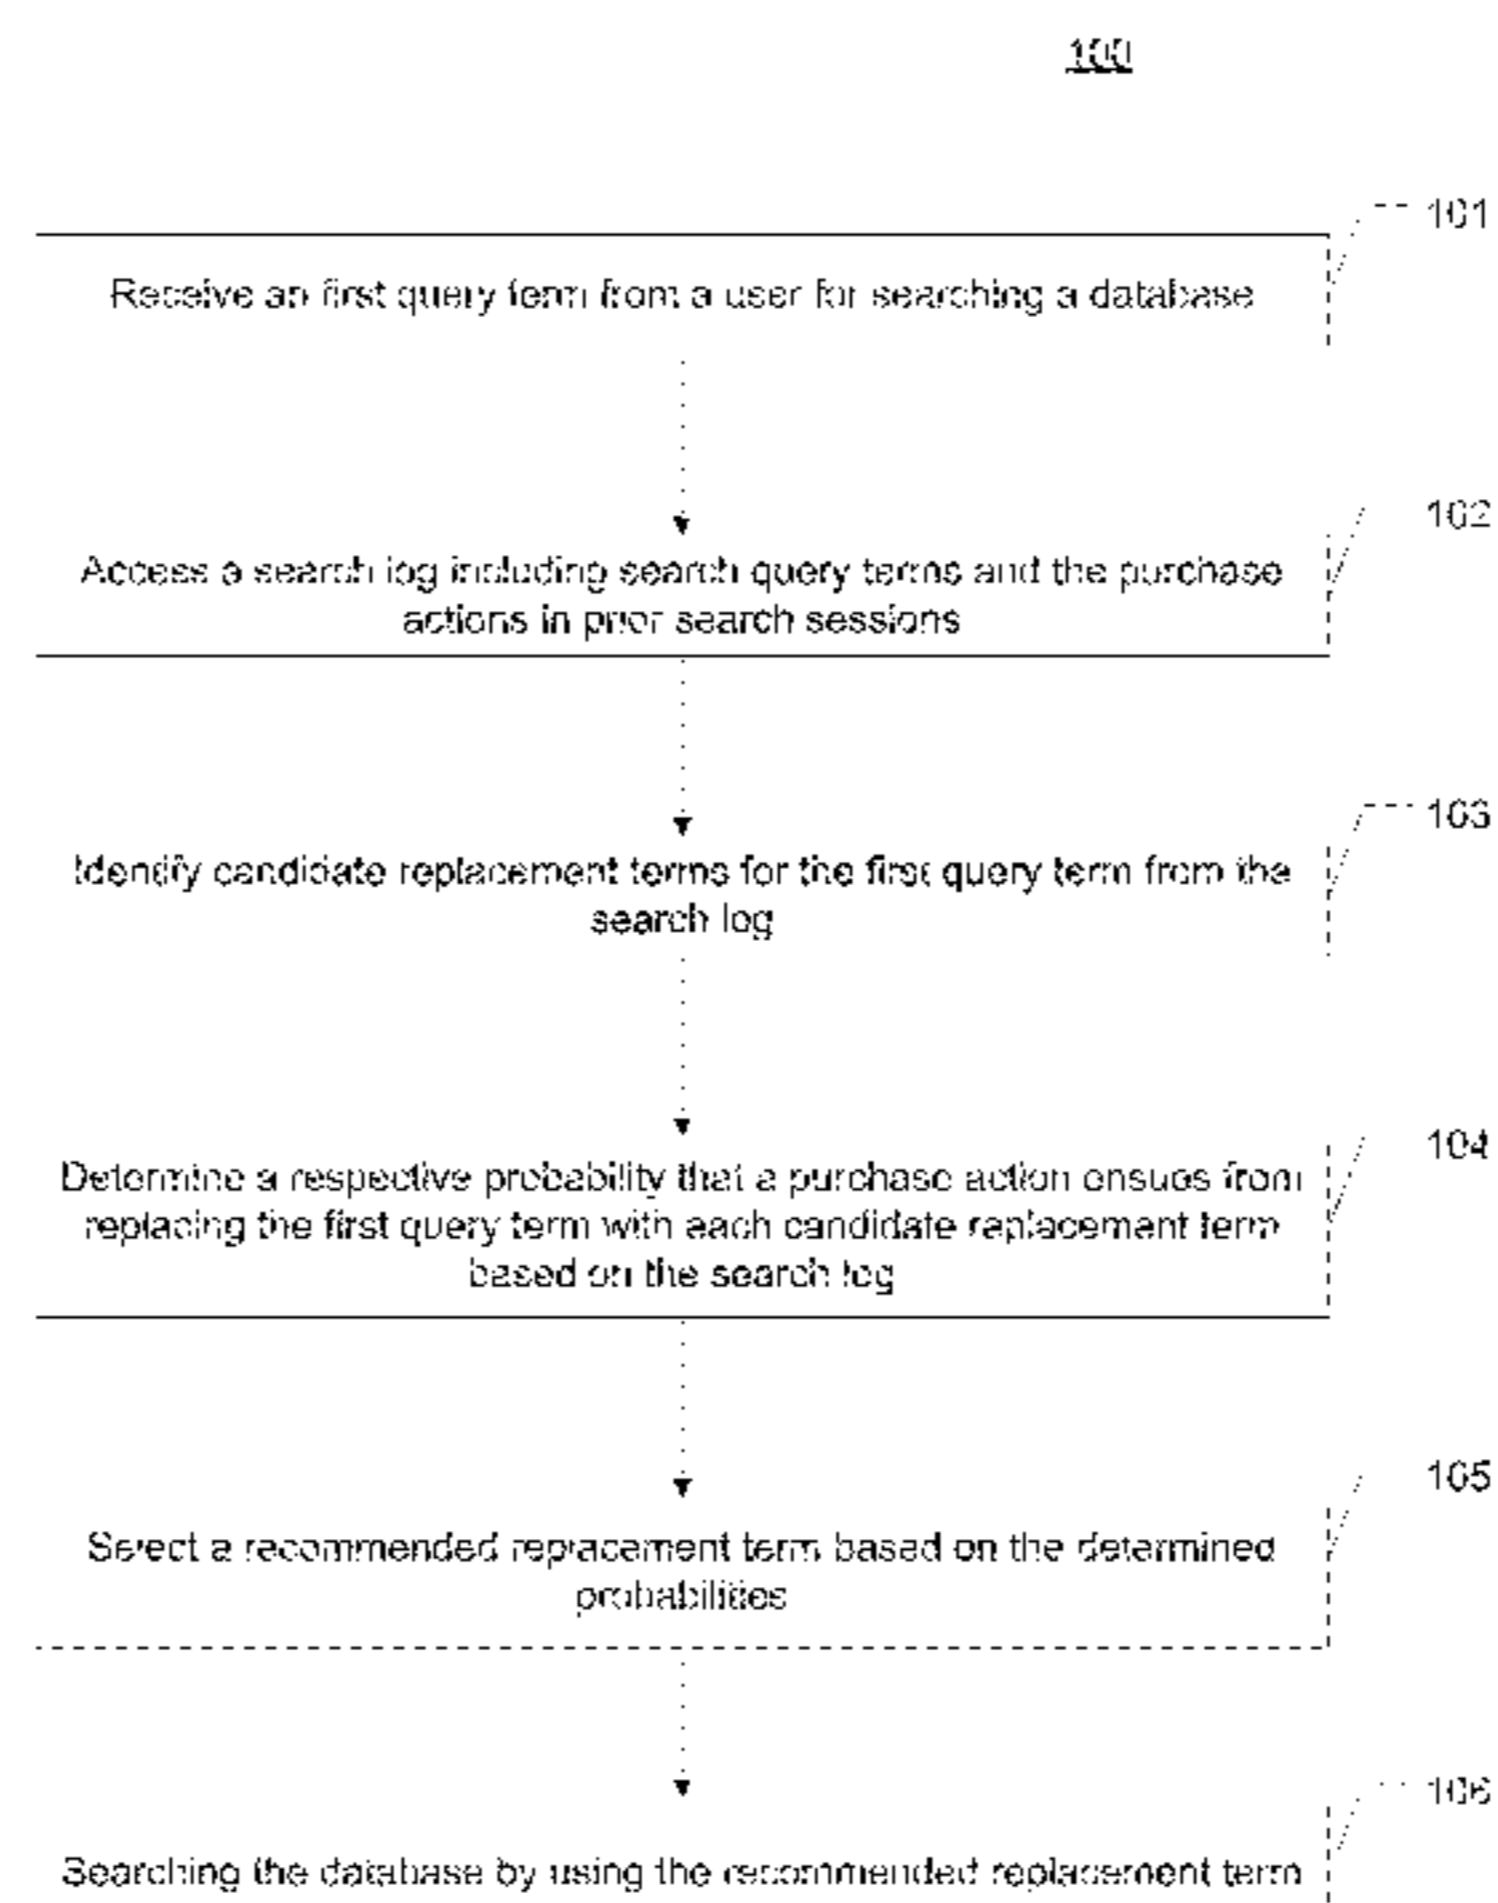 100
101
Receive an first query term from a user for searching a database
102
Access a search log including search query terms and the purchase
actions in prior search sessions
103
Identify candidate replacement terms for the first query term from the
search log
104
Determine a respective probability that a purchase action ensues from
replacing the first query term with each candidate replacement term
based on the search log
105
Select a recommended replacement term based on the determined
probabilities
106
Searching the database by using the recommended replacement term